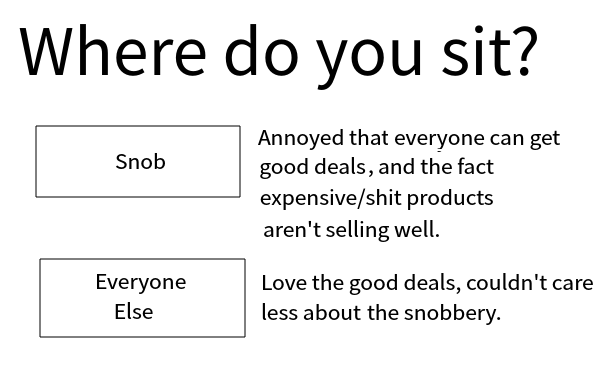 Where do you sit?
Snob
Annoyed that everyone can get
good deals, and the fact
expensive/shit products
aren't selling well.
Everyone
Else
Love the good deals, couldn't care
less about the snobbery.